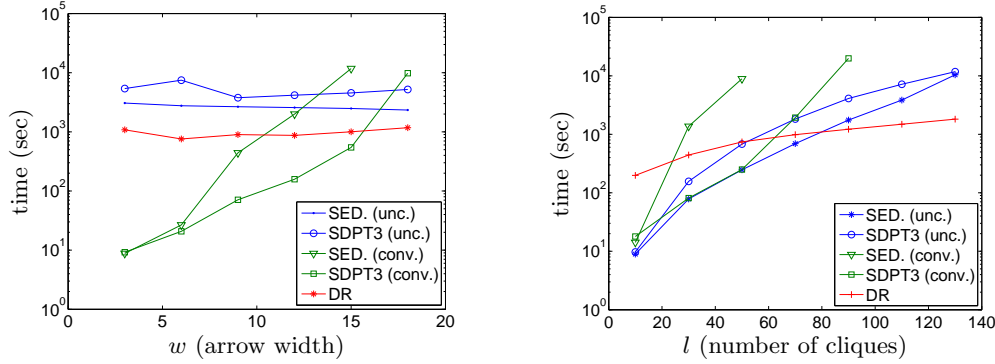 10^5
10^4
10^3
10^2
10^1
10^0
time (sec)
0 5 10 15 20
w (arrow width)
SED. (unc.)
SDPT3 (unc.)
SED. (conv.)
SDPT3 (conv.)
DR
10^5
10^4
10^3
10^2
10^1
10^0
time (sec)
0 20 40 60 80 100 120 140
l (number of cliques)
SED. (unc.)
SDPT3 (unc.)
SED. (conv.)
SDPT3 (conv.)
DR